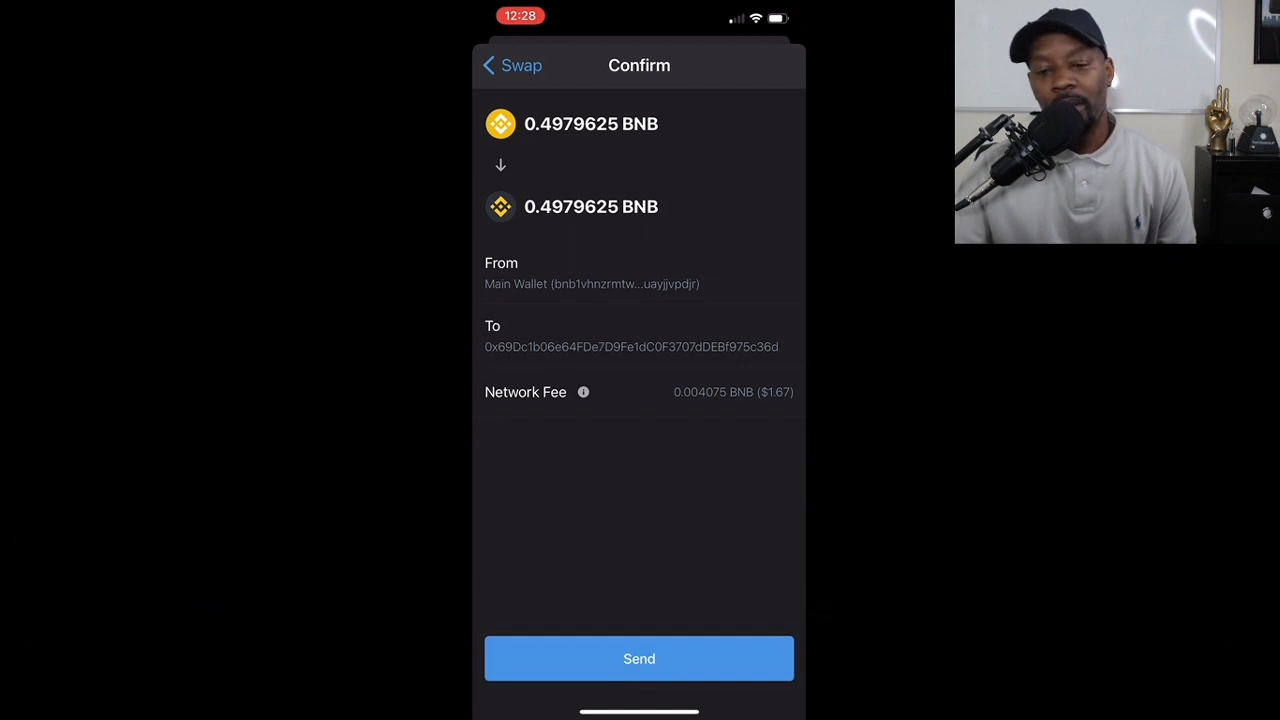 12:28
Swap
Confirm
0.4979625 BNB
0.4979625 BNB
From
Main Wallet (bnb1vhnzrmtw...uayjjvpdjr)
To
0x69Dc1b06e64FDe7D9Fe1dC0F3707dDEBf975c36d
Network Fee
0.004075 BNB ($1.67)
Send